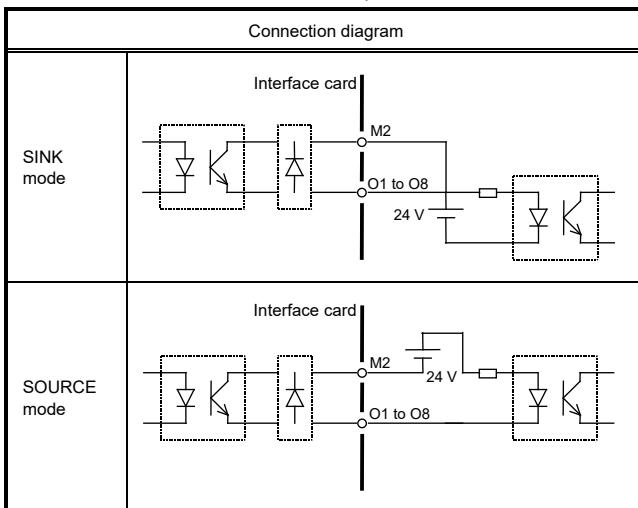 Connection diagram
SINK
mode
Interface card
M2
O1 to O8
24 V
SOURCE
mode
Interface card
M2
24 V
O1 to O8